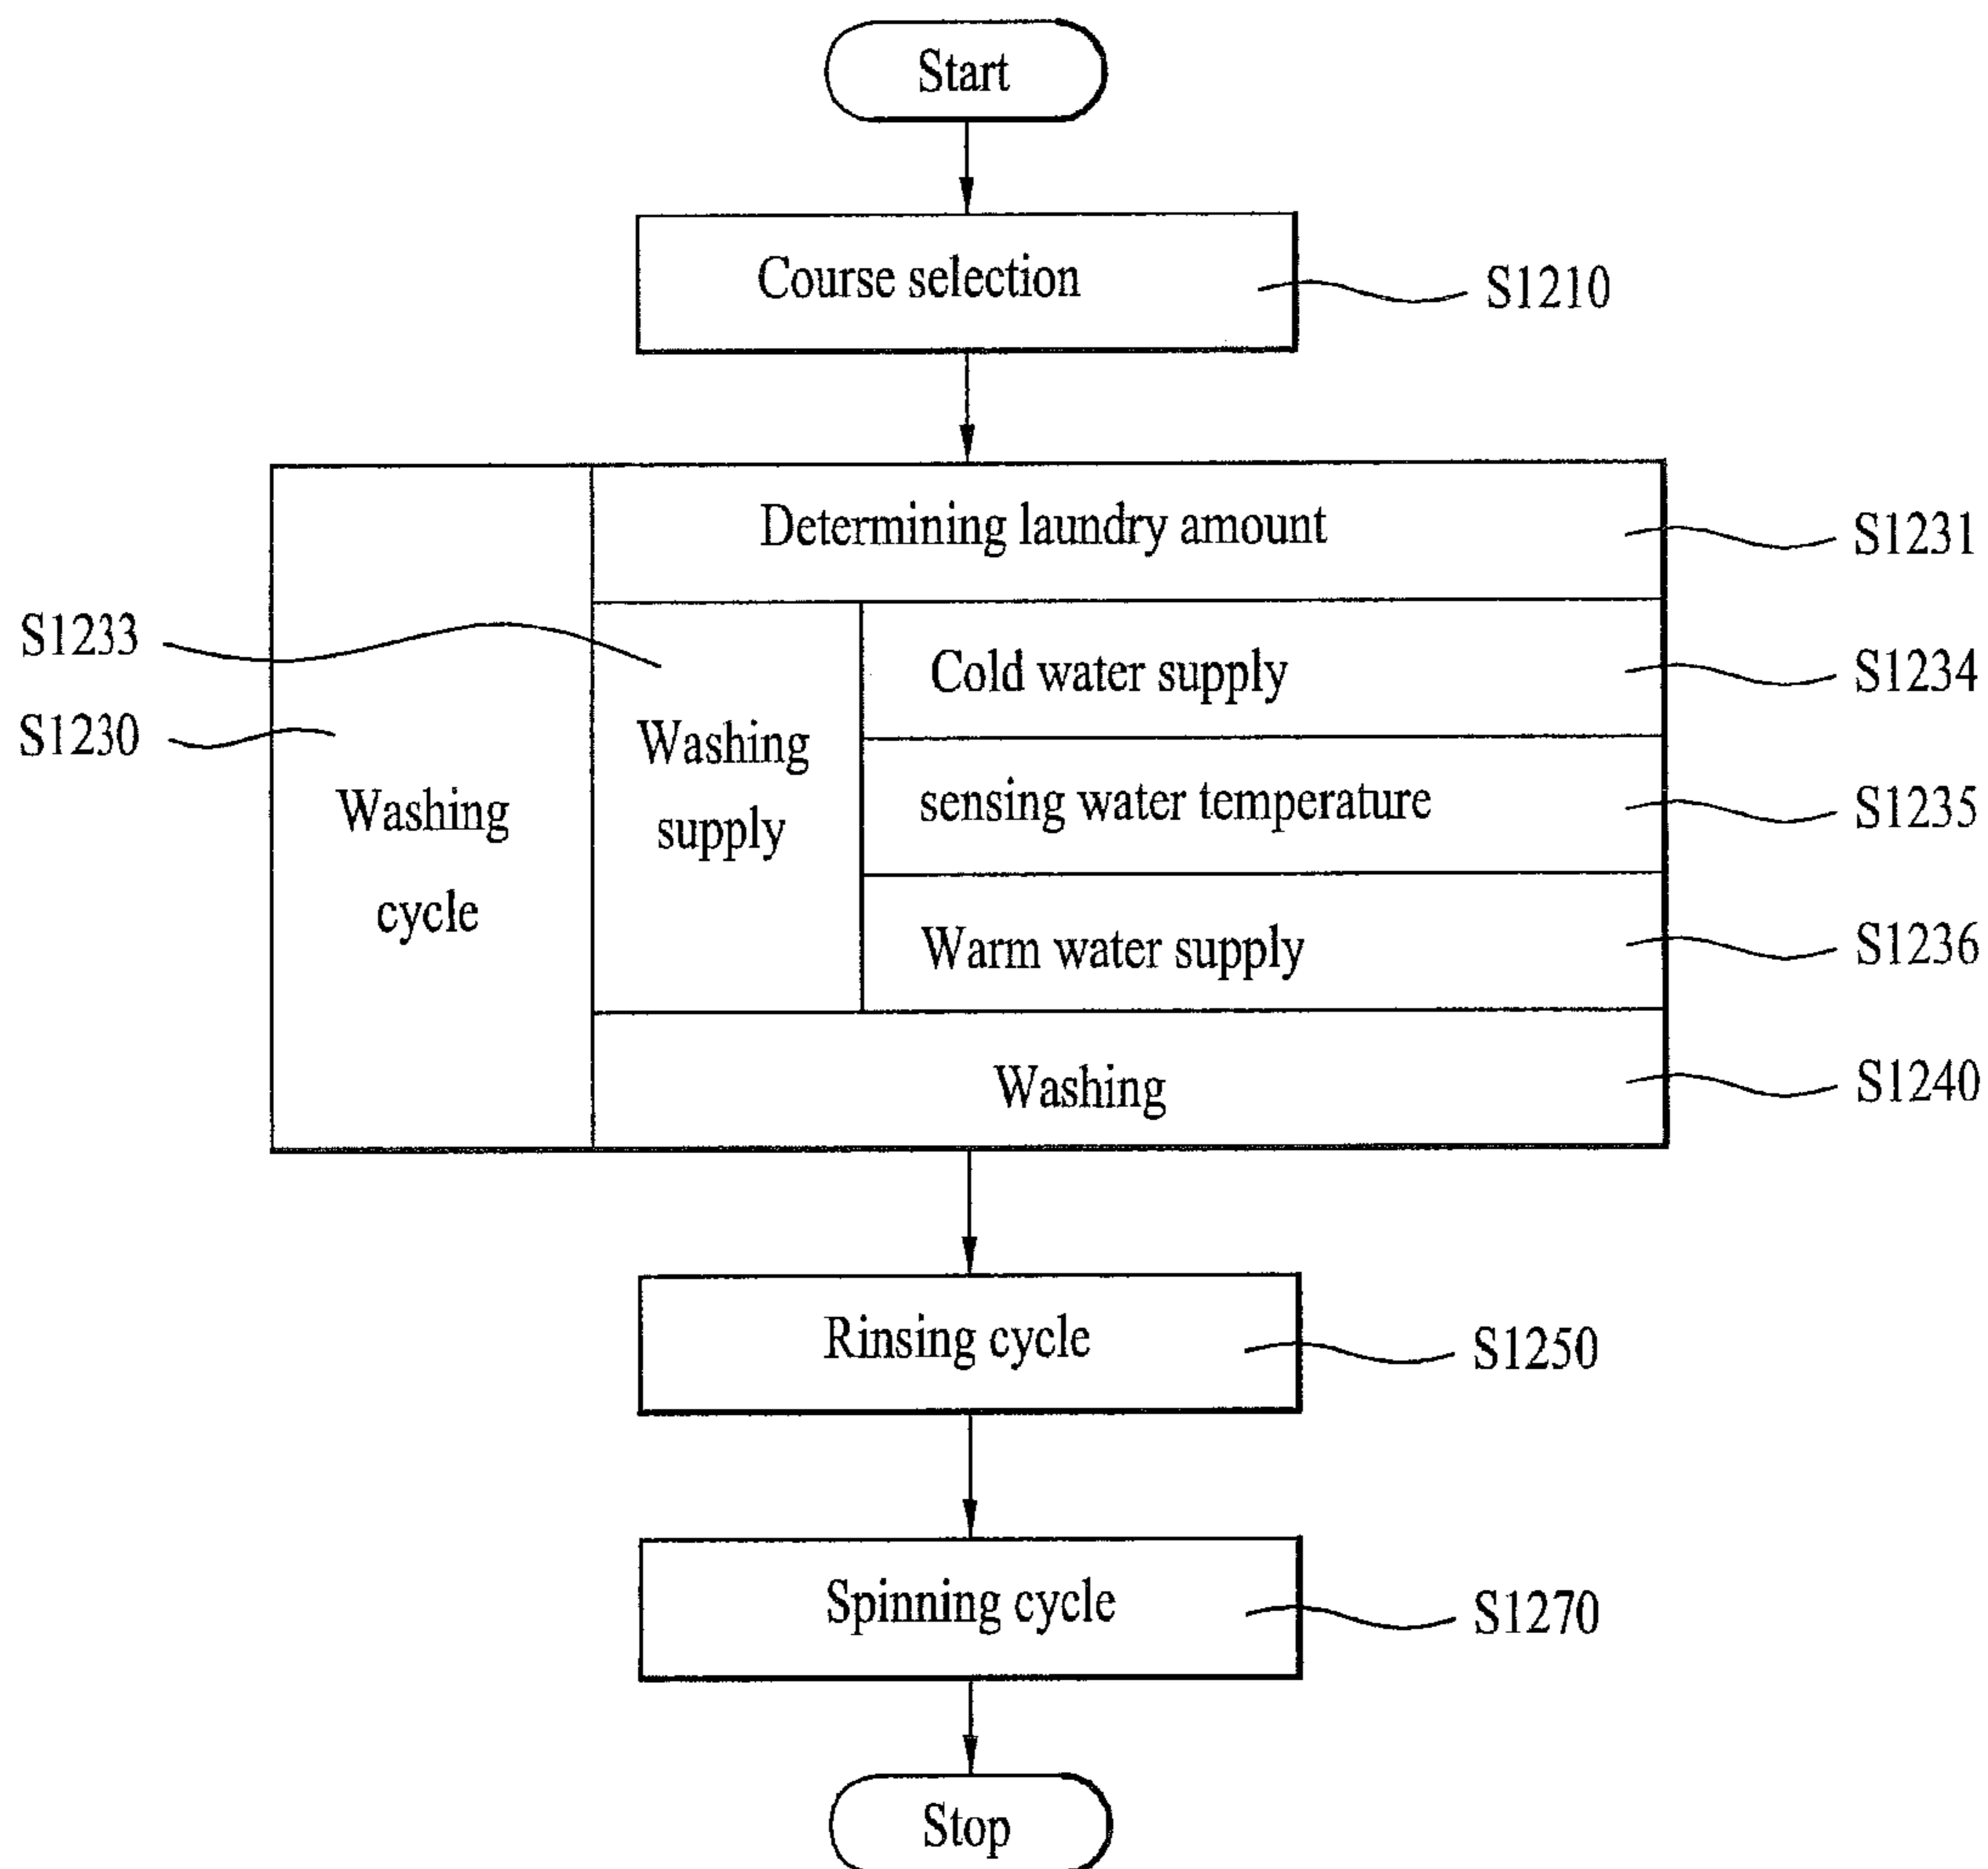 Start
Course selection
S1210
Determining laundry amount
S1231
S1233
Cold water supply
S1234
S1230
Washing
supply
sensing water temperature
S1235
Washing
cycle
Warm water supply
S1236
Washing
S1240
Rinsing cycle
S1250
Spinning cycle
S1270
Stop